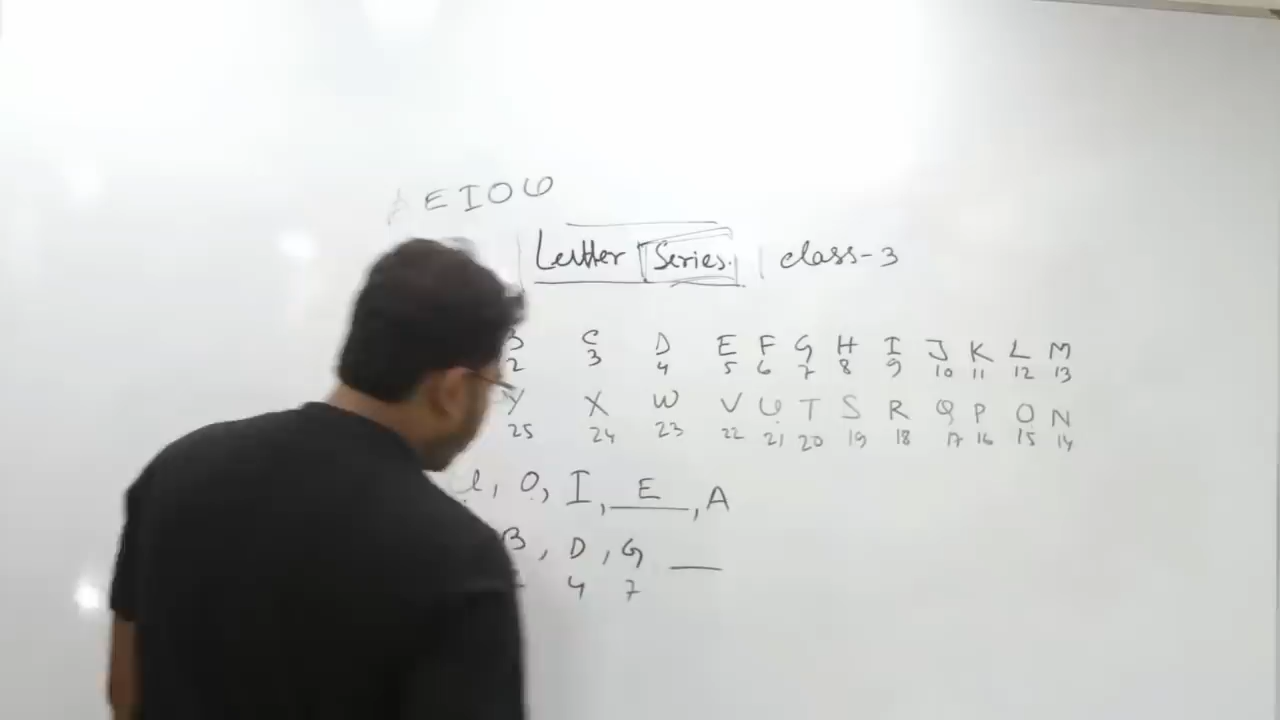 E I O U
Letter Series. | class-3
B C D E F G H I J K L M
2 3 4 5 6 7 8 9 10 11 12 13
Y X W V U T S R Q P O N
25 24 23 22 21 20 19 18 17 16 15 14
U, O, I, E, A
B, D, G
4 7